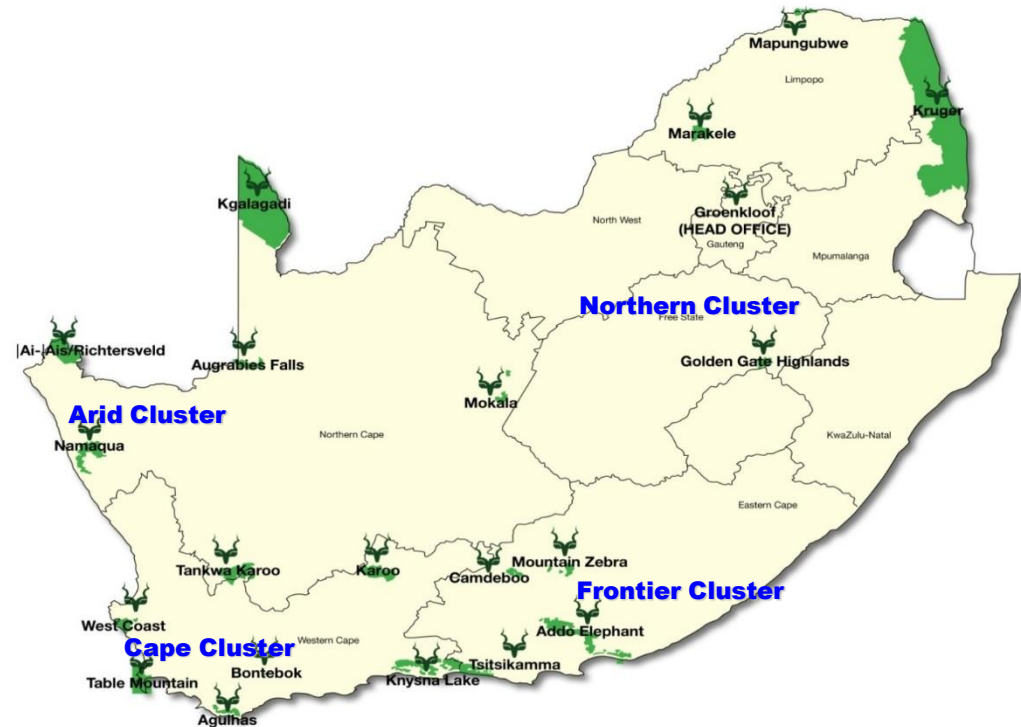 Mapungubwe
Limpopo
Kruger
Marakele
Kgalagadi
Groenkloof
(HEAD OFFICE)
North West
Gauteng
Mpumalanga
Northern Cluster
Free State
|Ai-|Ais/Richtersveld
Augrabies Falls
Golden Gate Highlands
Mokala
Arid Cluster
Northern Cape
KwaZulu-Natal
Namaqua
Eastern Cape
Tankwa Karoo
Karoo
Camdeboo
Mountain Zebra
Frontier Cluster
West Coast
Addo Elephant
Cape Cluster
Western Cape
Tsitsikamma
Bontebok
Table Mountain
Knysna Lake
Agulhas